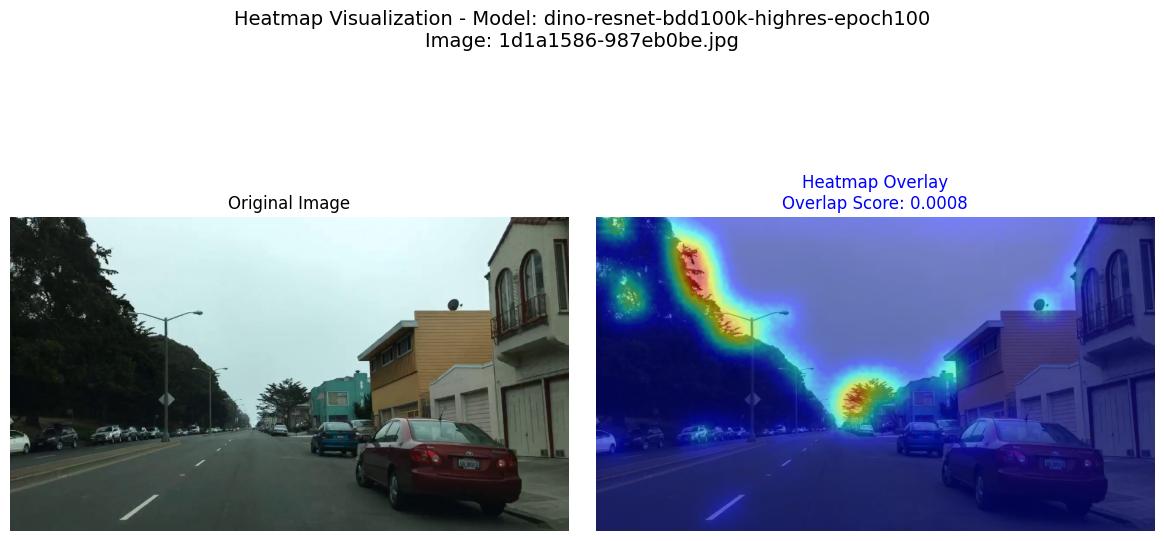 Heatmap Visualization - Model: dino-resnet-bdd100k-highres-epoch100
Image: 1d1a1586-987eb0be.jpg
Original Image
Heatmap Overlay
Overlap Score: 0.0008